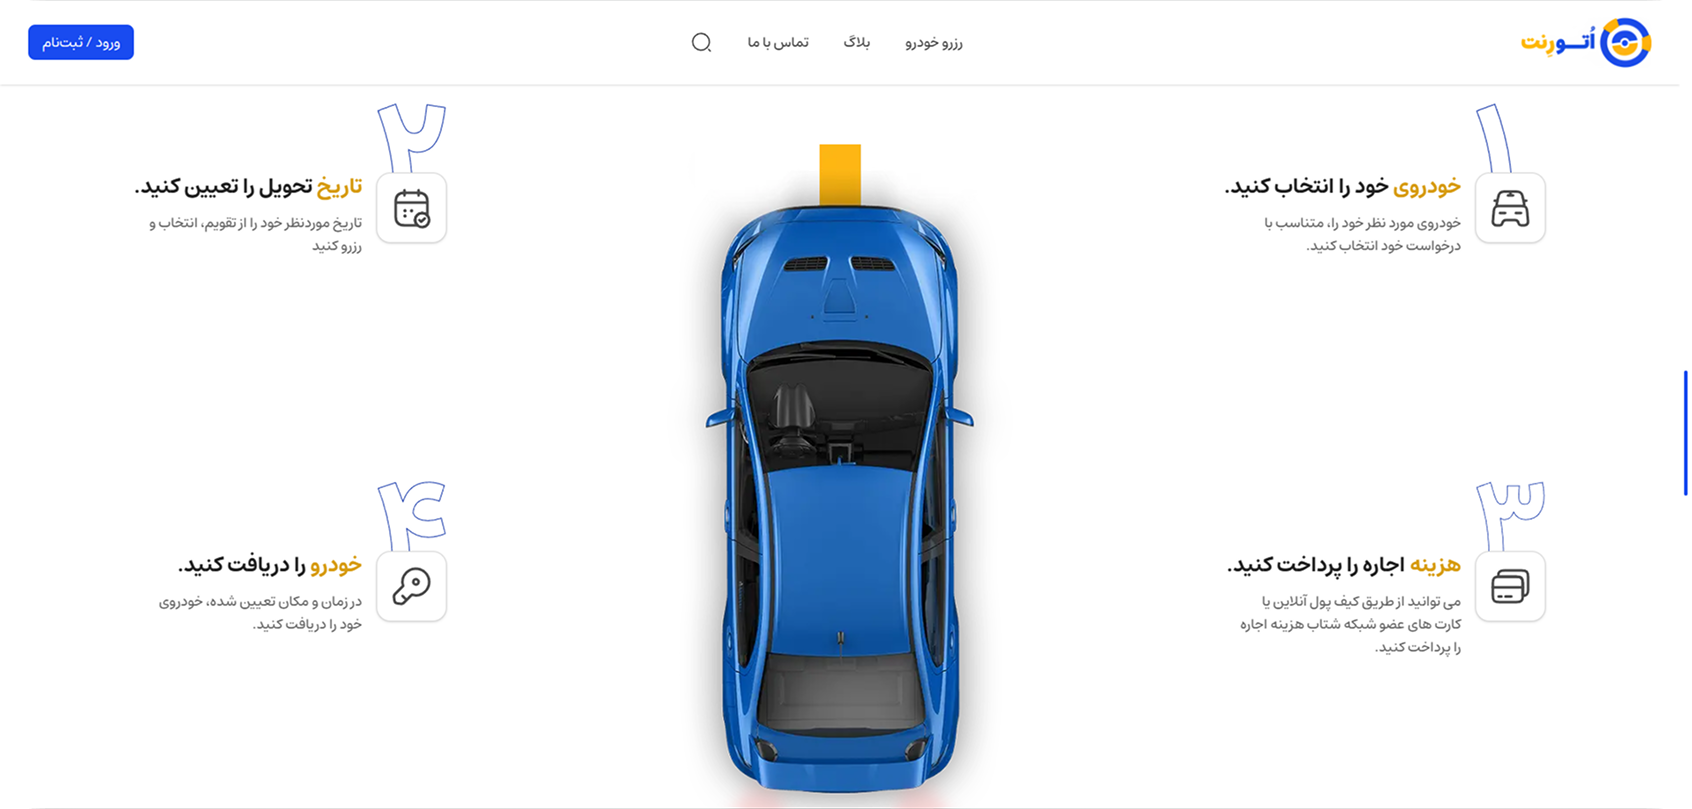 اُتورِنت
رزرو خودرو
بلاگ
تماس با ما
ورود / ثبت‌نام
۱
خودروی خود را انتخاب کنید.
خودروی مورد نظر خود را، متناسب با
درخواست خود انتخاب کنید.
۲
تاریخ تحویل را تعیین کنید.
تاریخ موردنظر خود را از تقویم، انتخاب و
رزرو کنید
۳
هزینه اجاره را پرداخت کنید.
می توانید از طریق کیف پول آنلاین یا
کارت های عضو شبکه شتاب هزینه اجاره
را پرداخت کنید.
۴
خودرو را دریافت کنید.
در زمان و مکان تعیین شده، خودروی
خود را دریافت کنید.